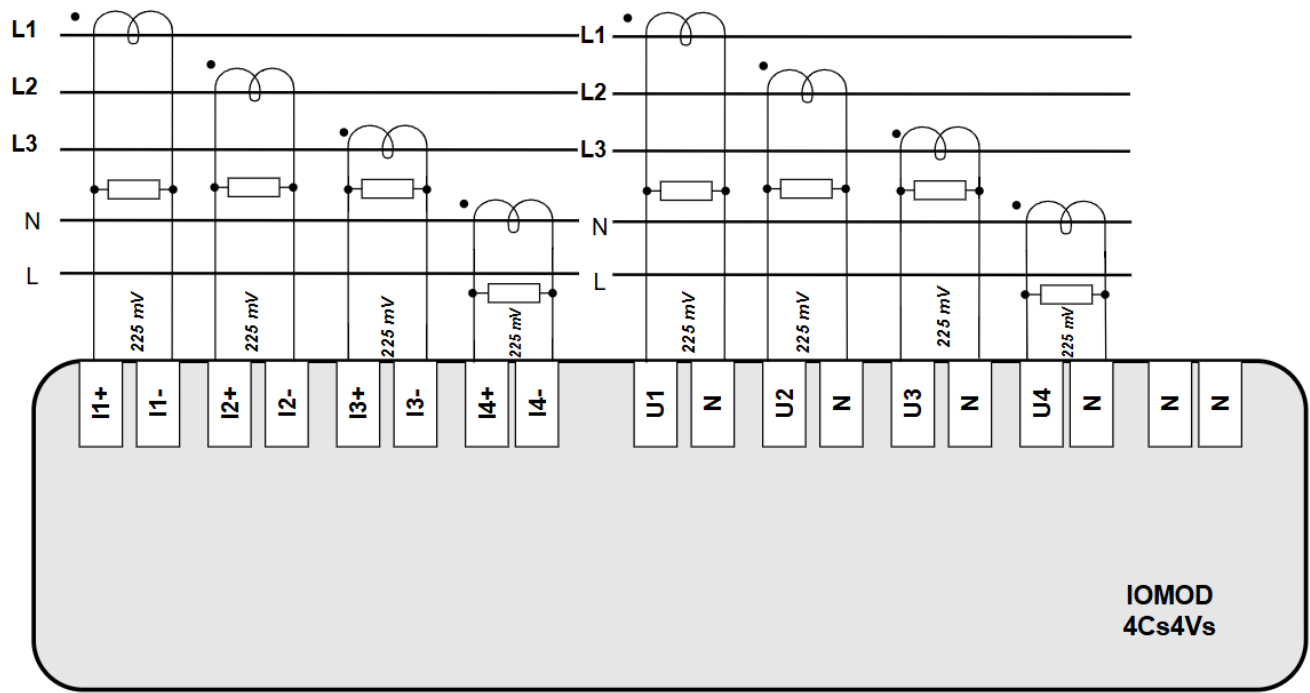 L1
L2
L3
N
L
L1
L2
L3
N
L
225 mV
225 mV
225 mV
225 mV
225 mV
225 mV
225 mV
225 mV
I1+
I1-
I2+
I2-
I3+
I3-
I4+
I4-
U1
N
U2
N
U3
N
U4
N
N
N
IOMOD
4Cs4Vs